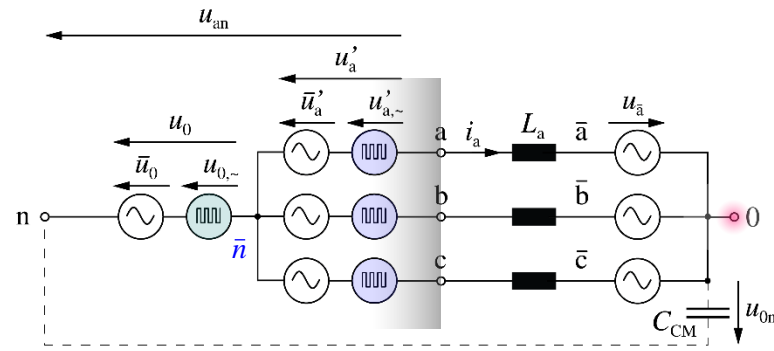 u_an
u'_a
ū'_a u'_a,~
u_0
ū_0 u_0,~
a i_a L_a ā u_ā
n n̄ b b̄ 0
c c̄
C_CM u_0n